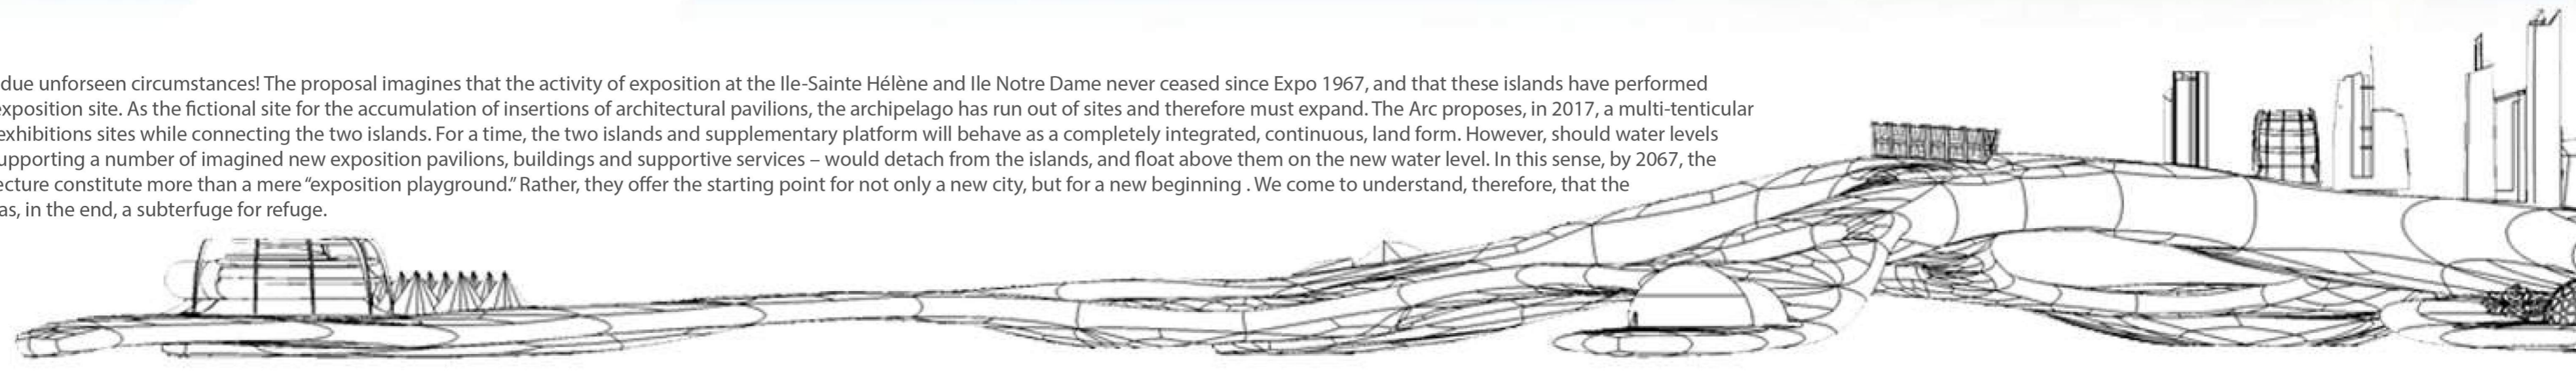 due unforseen circumstances! The proposal imagines that the activity of exposition at the Ile-Sainte Hélène and Ile Notre Dame never ceased since Expo 1967, and that these islands have performed
exposition site. As the fictional site for the accumulation of insertions of architectural pavilions, the archipelago has run out of sites and therefore must expand. The Arc proposes, in 2017, a multi-tenticular
exhibitions sites while connecting the two islands. For a time, the two islands and supplementary platform will behave as a completely integrated, continuous, land form. However, should water levels
upporting a number of imagined new exposition pavilions, buildings and supportive services – would detach from the islands, and float above them on the new water level. In this sense, by 2067, the
ecture constitute more than a mere “exposition playground.” Rather, they offer the starting point for not only a new city, but for a new beginning . We come to understand, therefore, that the
as, in the end, a subterfuge for refuge.